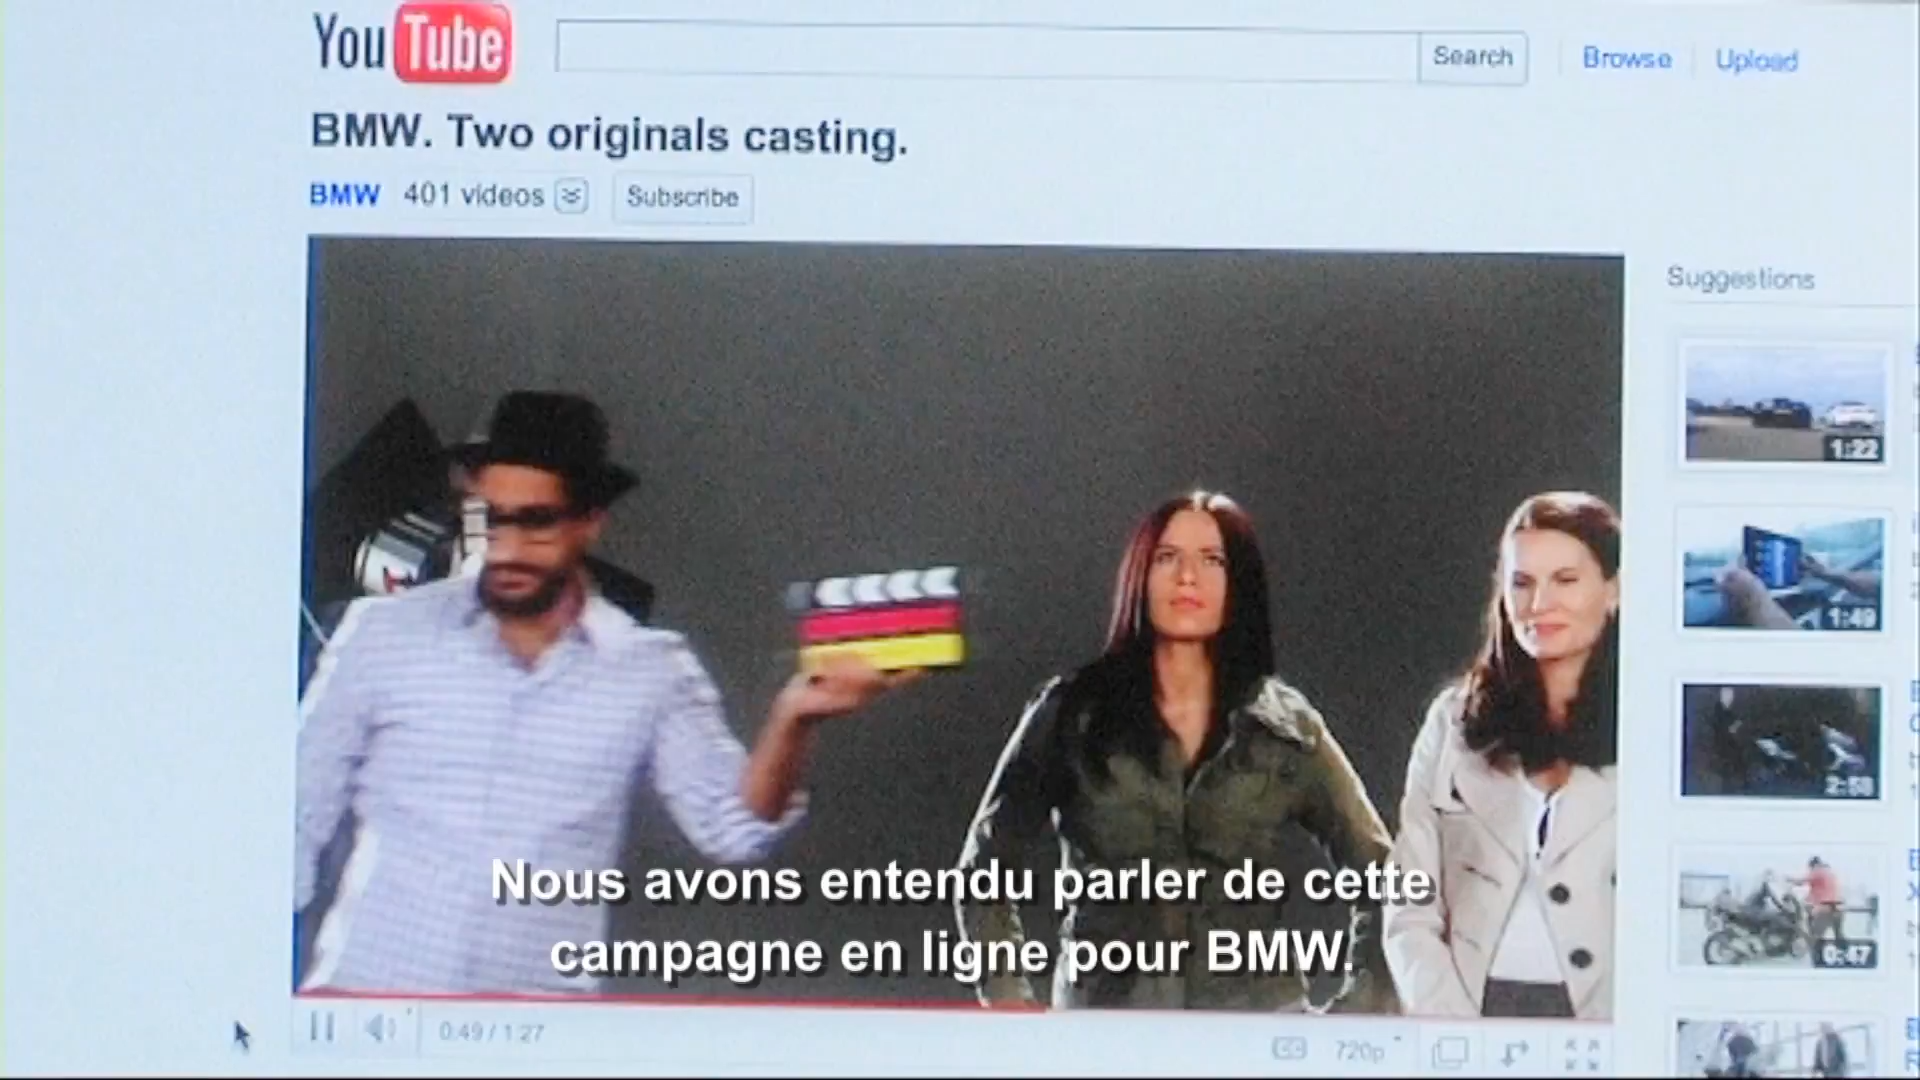 YouTube
Search
Browse
Upload
BMW. Two originals casting.
BMW 401 videos
Subscribe
Suggestions
1:22
1:49
2:58
0:47
Nous avons entendu parler de cette
campagne en ligne pour BMW.
0:49 / 1:27
720p